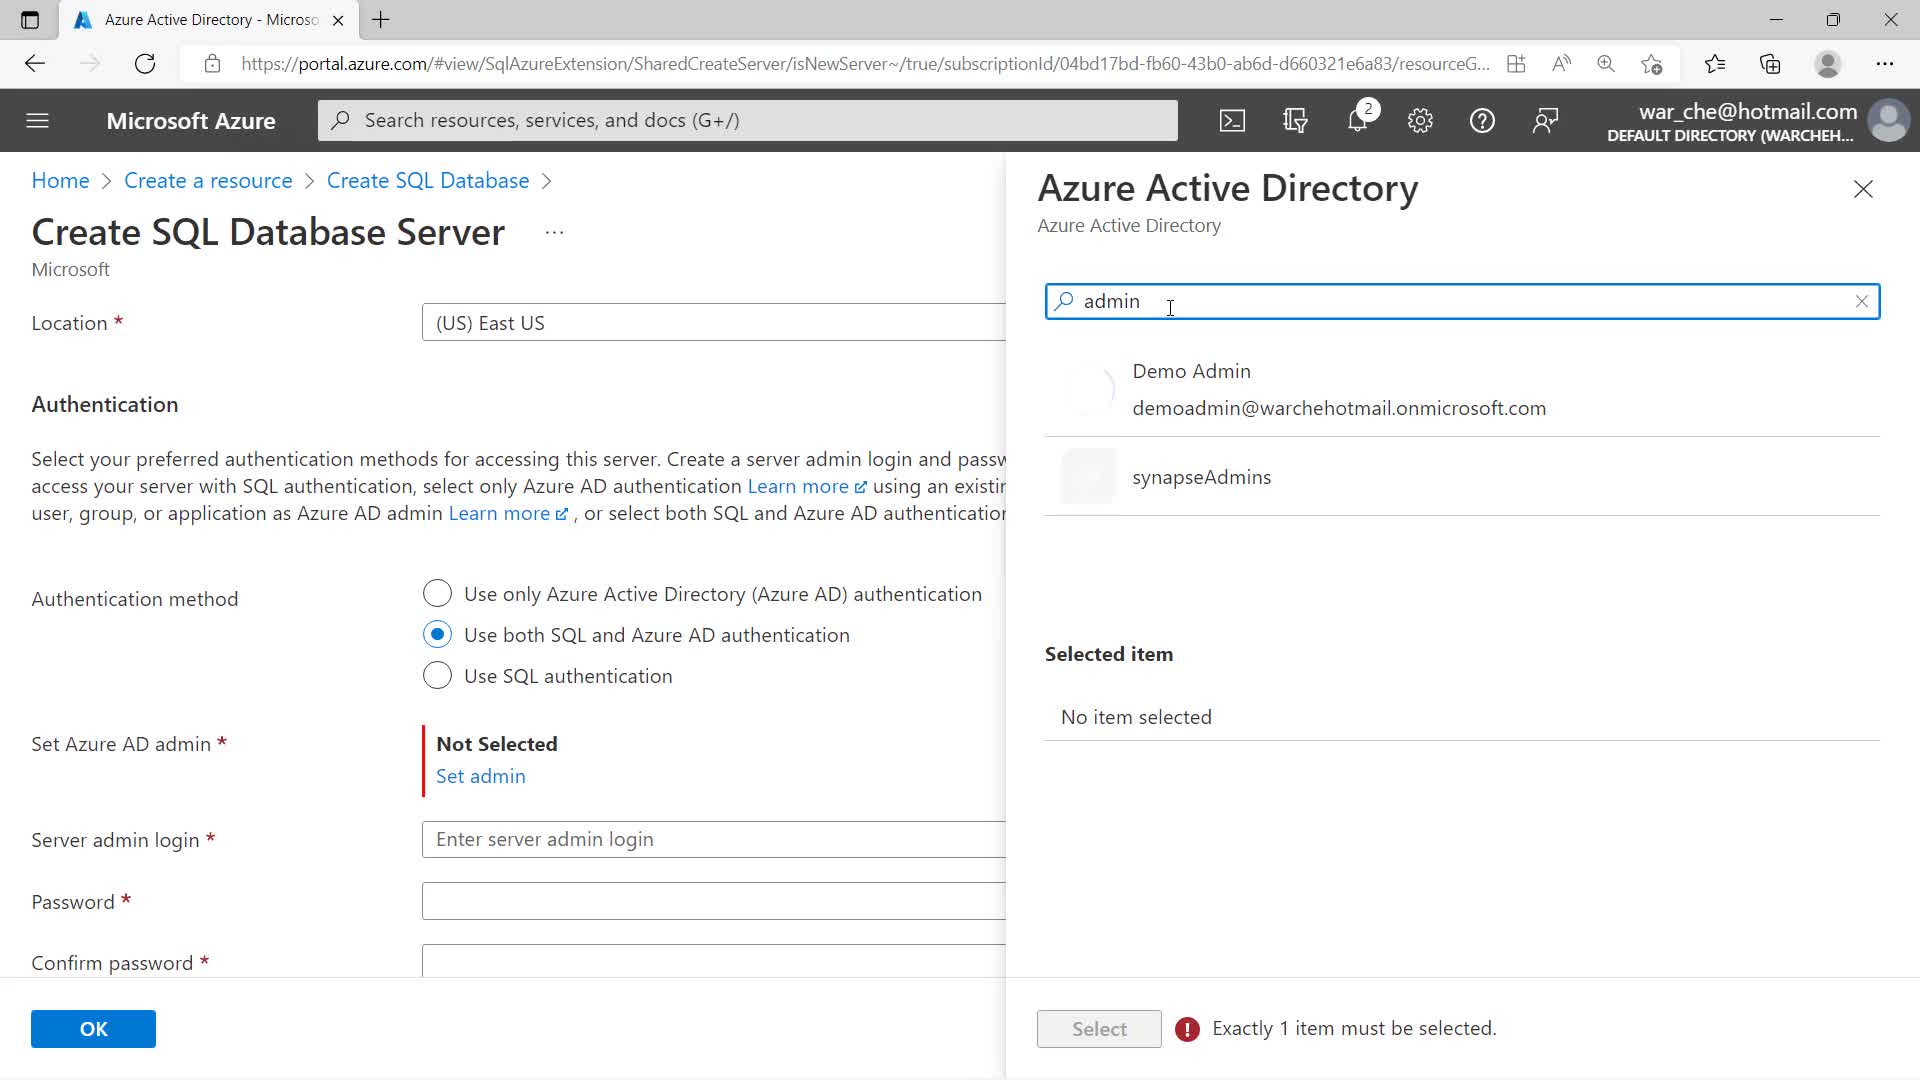 Azure Active Directory - Microso
https://portal.azure.com/#view/SqlAzureExtension/SharedCreateServer/isNewServer~/true/subscriptionId/04bd17bd-fb60-43b0-ab6d-d660321e6a83/resourceG...
Microsoft Azure
Search resources, services, and docs (G+/)
2
war_che@hotmail.com
DEFAULT DIRECTORY (WARCHEH...
Home > Create a resource > Create SQL Database >
Create SQL Database Server ...
Microsoft
Location *
(US) East US
Authentication
Select your preferred authentication methods for accessing this server. Create a server admin login and passw
access your server with SQL authentication, select only Azure AD authentication Learn more using an existin
user, group, or application as Azure AD admin Learn more , or select both SQL and Azure AD authentication
Authentication method
Use only Azure Active Directory (Azure AD) authentication
Use both SQL and Azure AD authentication
Use SQL authentication
Set Azure AD admin *
Not Selected
Set admin
Server admin login *
Enter server admin login
Password *
Confirm password *
OK
Azure Active Directory
Azure Active Directory
admin
Demo Admin
demoadmin@warchehotmail.onmicrosoft.com
synapseAdmins
Selected item
No item selected
Select
Exactly 1 item must be selected.